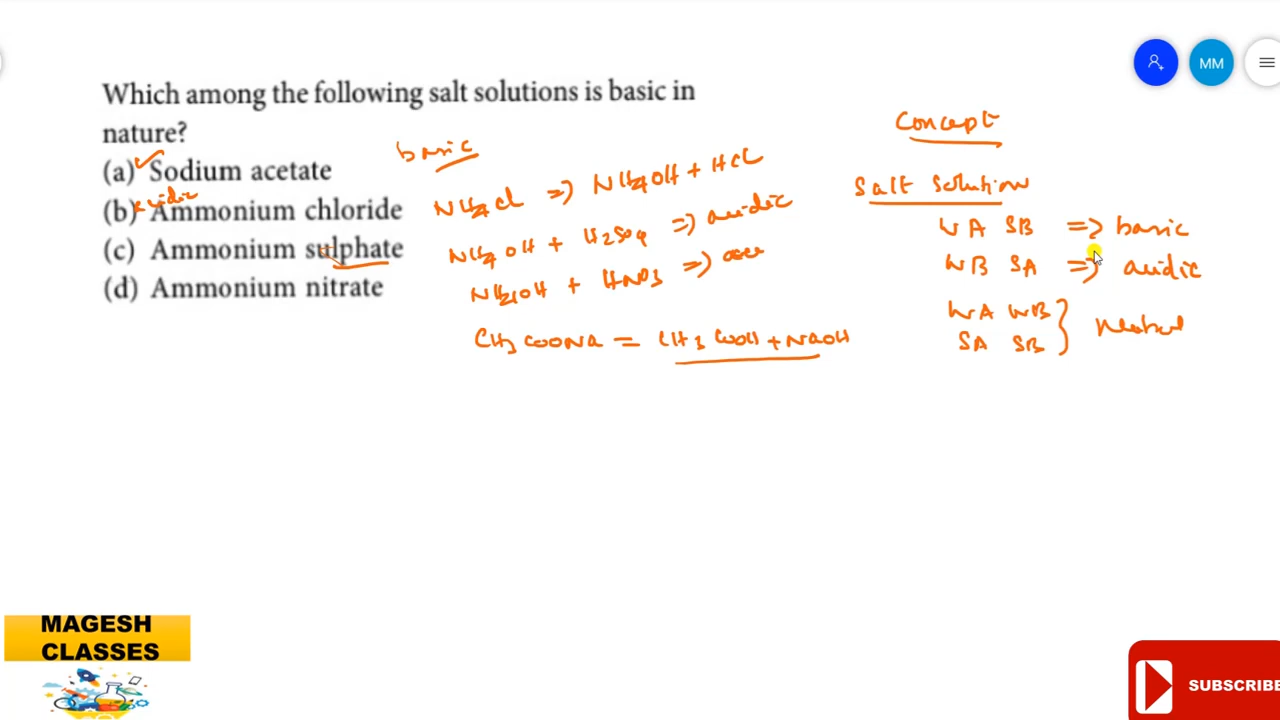 Which among the following salt solutions is basic in
nature?
(a) Sodium acetate
(b) Ammonium chloride
(c) Ammonium sulphate
(d) Ammonium nitrate
acidic
basic
NH4Cl => NH4OH + HCl
NH4OH + H2SO4 => acidic
NH4OH + HNO3 =>
CH3COONa = CH3COOH + NaOH
Concept
Salt Solution
WA SB => basic
WB SA => acidic
WA WB
SA SB
Neutral
MM
MAGESH
CLASSES
SUBSCRIBE